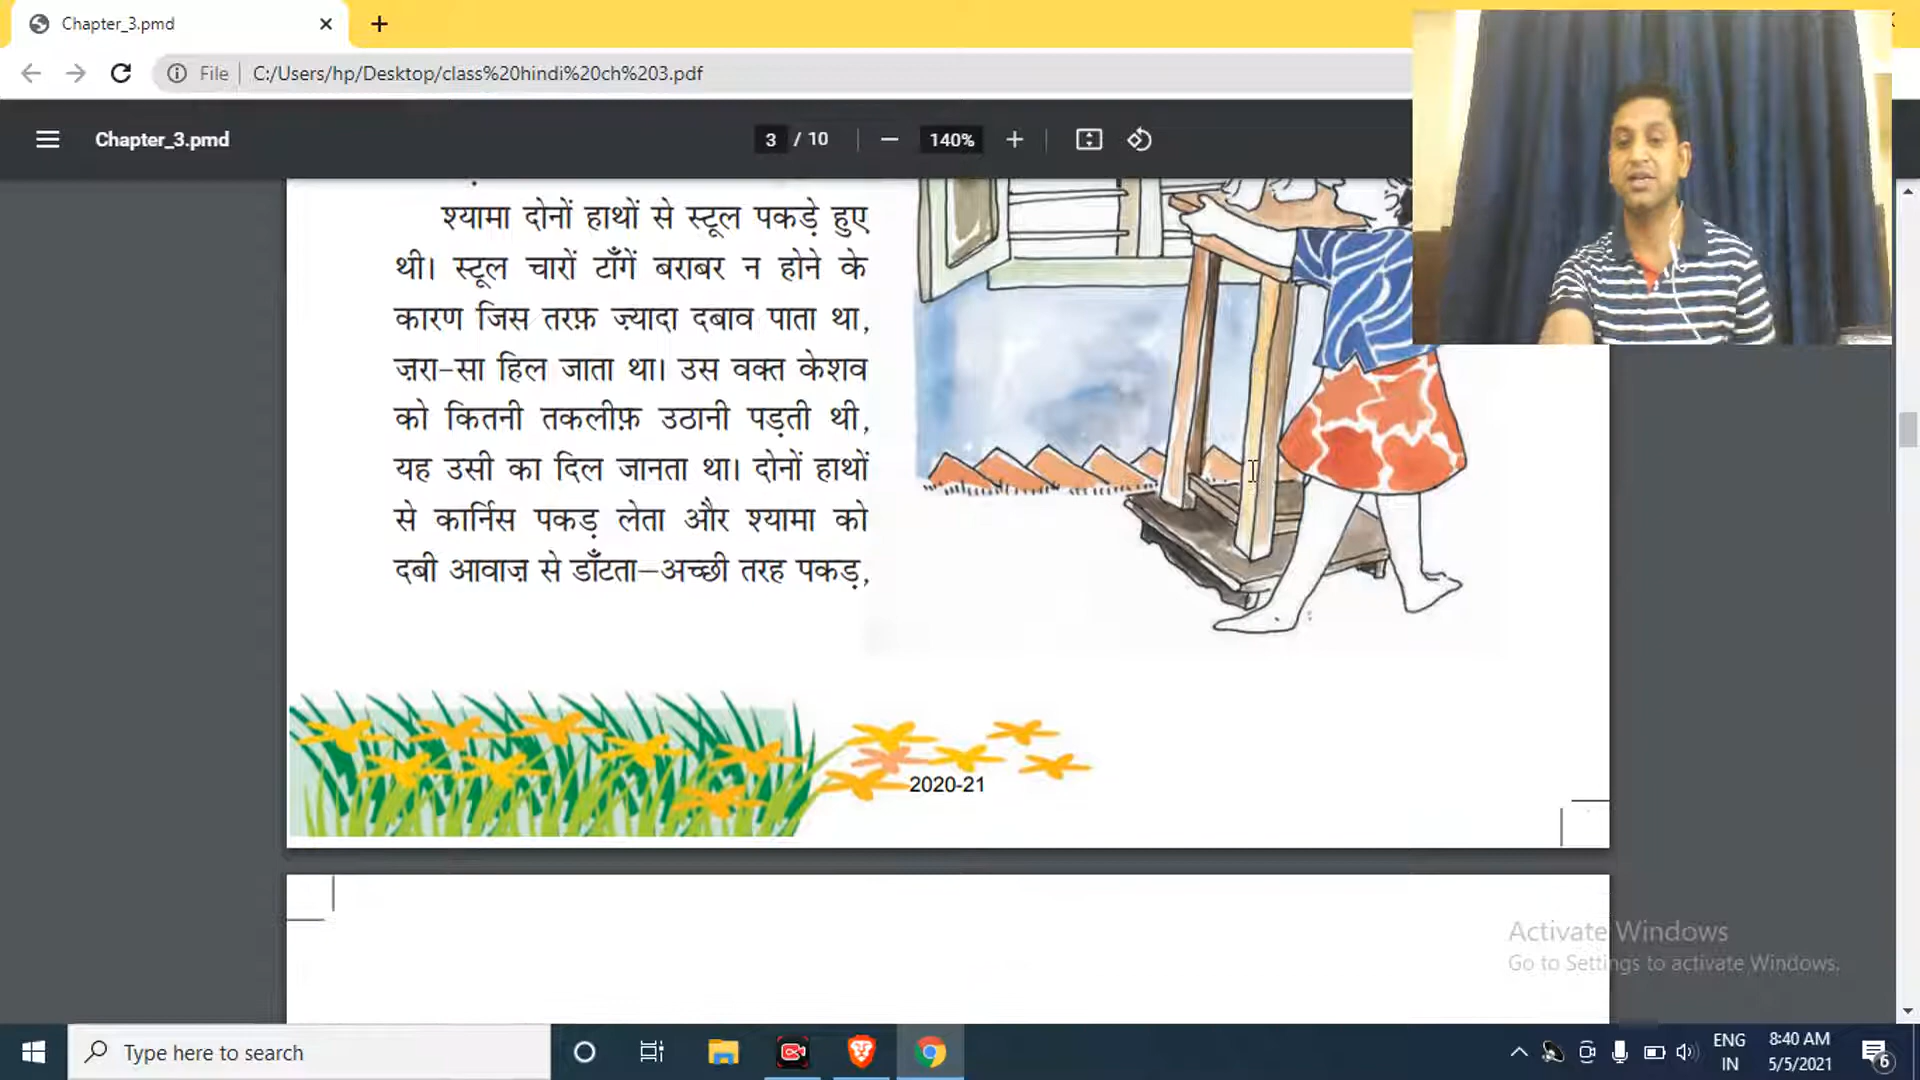 Chapter_3.pmd
File C:/Users/hp/Desktop/class%20hindi%20ch%203.pdf
Chapter_3.pmd 3 / 10 140%
श्यामा दोनों हाथों से स्टूल पकड़े हुए
थी। स्टूल चारों टाँगें बराबर न होने के
कारण जिस तरफ़ ज़्यादा दबाव पाता था,
ज़रा-सा हिल जाता था। उस वक्त केशव
को कितनी तकलीफ़ उठानी पड़ती थी,
यह उसी का दिल जानता था। दोनों हाथों
से कार्निस पकड़ लेता और श्यामा को
दबी आवाज़ से डाँटता–अच्छी तरह पकड़,
2020-21
Activate Windows
Go to Settings to activate Windows.
Type here to search
ENG
IN
8:40 AM
5/5/2021
6